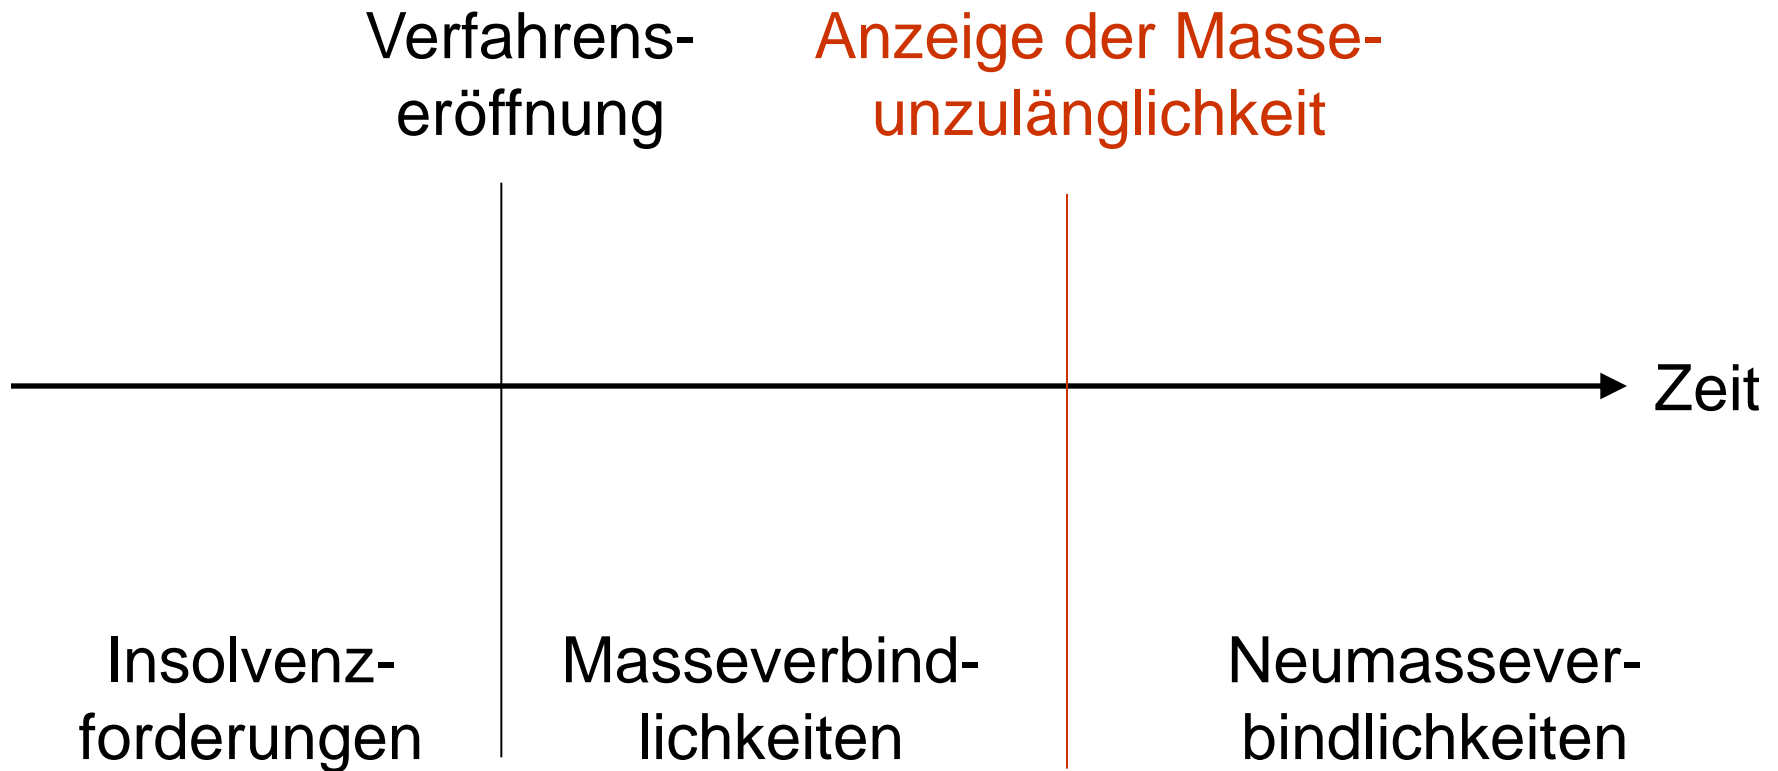 Verfahrens-
eröffnung
Anzeige der Masse-
unzulänglichkeit
Zeit
Insolvenz-
forderungen
Masseverbind-
lichkeiten
Neumassever-
bindlichkeiten